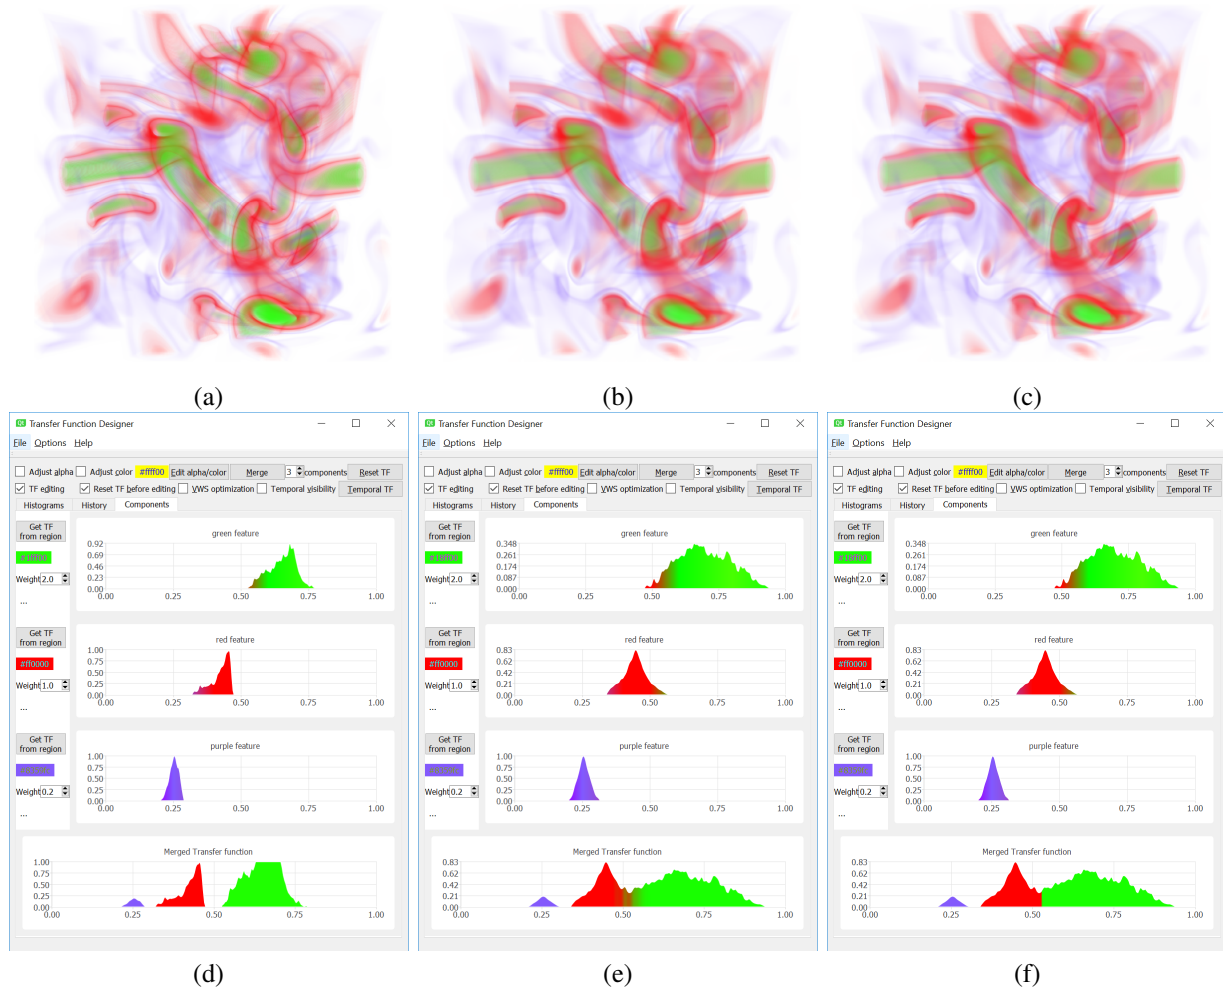 (a) (b) (c)
Transfer Function Designer
File Options Help
Adjust alpha Adjust color #ffff00 Edit alpha/color Merge 3 components Reset TF
TF editing Reset TF before editing VWS optimization Temporal visibility Temporal TF
Histograms History Components
Get TF from region
#1fff00
Weight 2.0
...
green feature
0.92
0.69
0.46
0.23
0.00
0.00 0.25 0.50 0.75 1.00
Get TF from region
#ff0000
Weight 1.0
...
red feature
1.00
0.75
0.50
0.25
0.00
0.00 0.25 0.50 0.75 1.00
Get TF from region
Weight 0.2
...
purple feature
1.00
0.75
0.50
0.25
0.00
0.00 0.25 0.50 0.75 1.00
Merged Transfer function
1.00
0.75
0.50
0.25
0.00
0.00 0.25 0.50 0.75 1.00
(d)
Transfer Function Designer
File Options Help
Adjust alpha Adjust color #ffff00 Edit alpha/color Merge 3 components Reset TF
TF editing Reset TF before editing VWS optimization Temporal visibility Temporal TF
Histograms History Components
Get TF from region
Weight 2.0
...
green feature
0.348
0.261
0.174
0.087
0.000
0.00 0.25 0.50 0.75 1.00
Get TF from region
#ff0000
Weight 1.0
...
red feature
0.83
0.62
0.42
0.21
0.00
0.00 0.25 0.50 0.75 1.00
Get TF from region
Weight 0.2
...
purple feature
1.00
0.75
0.50
0.25
0.00
0.00 0.25 0.50 0.75 1.00
Merged Transfer function
0.83
0.62
0.42
0.21
0.00
0.00 0.25 0.50 0.75 1.00
(e)
Transfer Function Designer
File Options Help
Adjust alpha Adjust color #ffff00 Edit alpha/color Merge 3 components Reset TF
TF editing Reset TF before editing VWS optimization Temporal visibility Temporal TF
Histograms History Components
Get TF from region
Weight 2.0
...
green feature
0.348
0.261
0.174
0.087
0.000
0.00 0.25 0.50 0.75 1.00
Get TF from region
#ff0000
Weight 1.0
...
red feature
0.83
0.62
0.42
0.21
0.00
0.00 0.25 0.50 0.75 1.00
Get TF from region
Weight 0.2
...
purple feature
1.00
0.75
0.50
0.25
0.00
0.00 0.25 0.50 0.75 1.00
Merged Transfer function
0.83
0.62
0.42
0.21
0.00
0.00 0.25 0.50 0.75 1.00
(f)